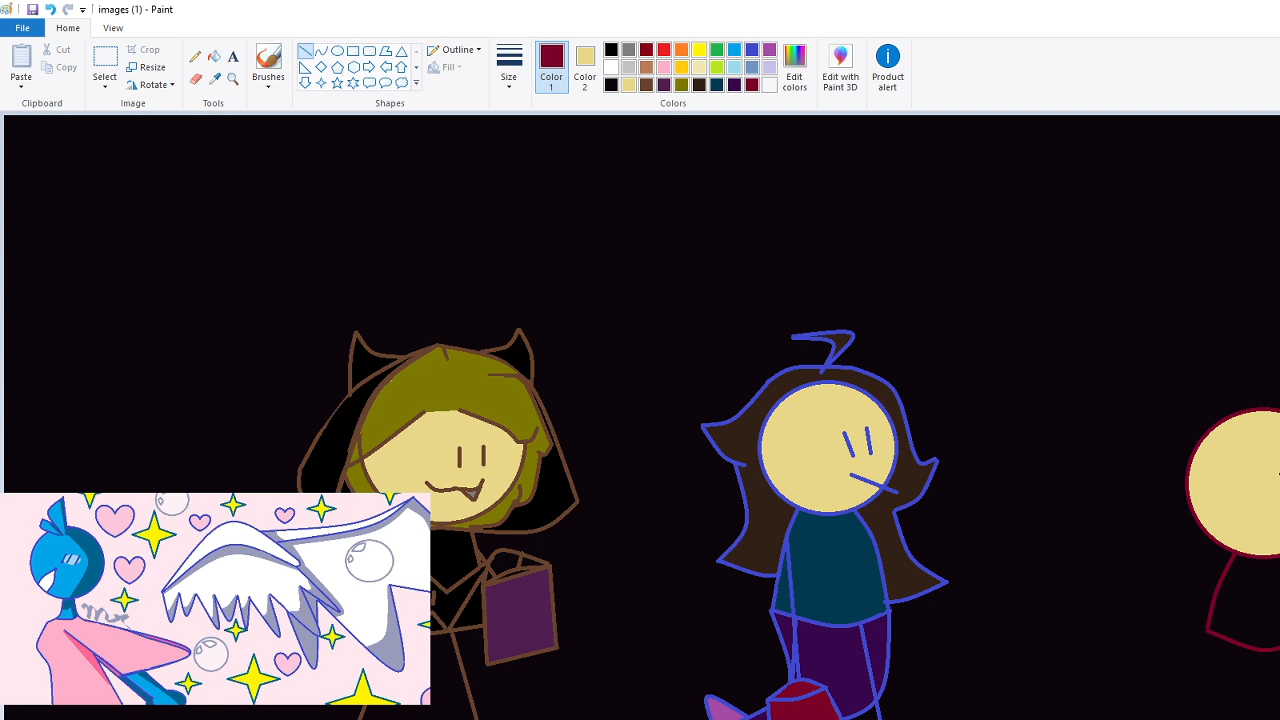 images (1) - Paint
File Home View
Paste Cut Copy Clipboard
Select Crop Resize Rotate Image
Tools
Brushes
Shapes Outline Fill
Size
Color 1 Color 2 Edit colors Colors
Edit with Paint 3D
Product alert